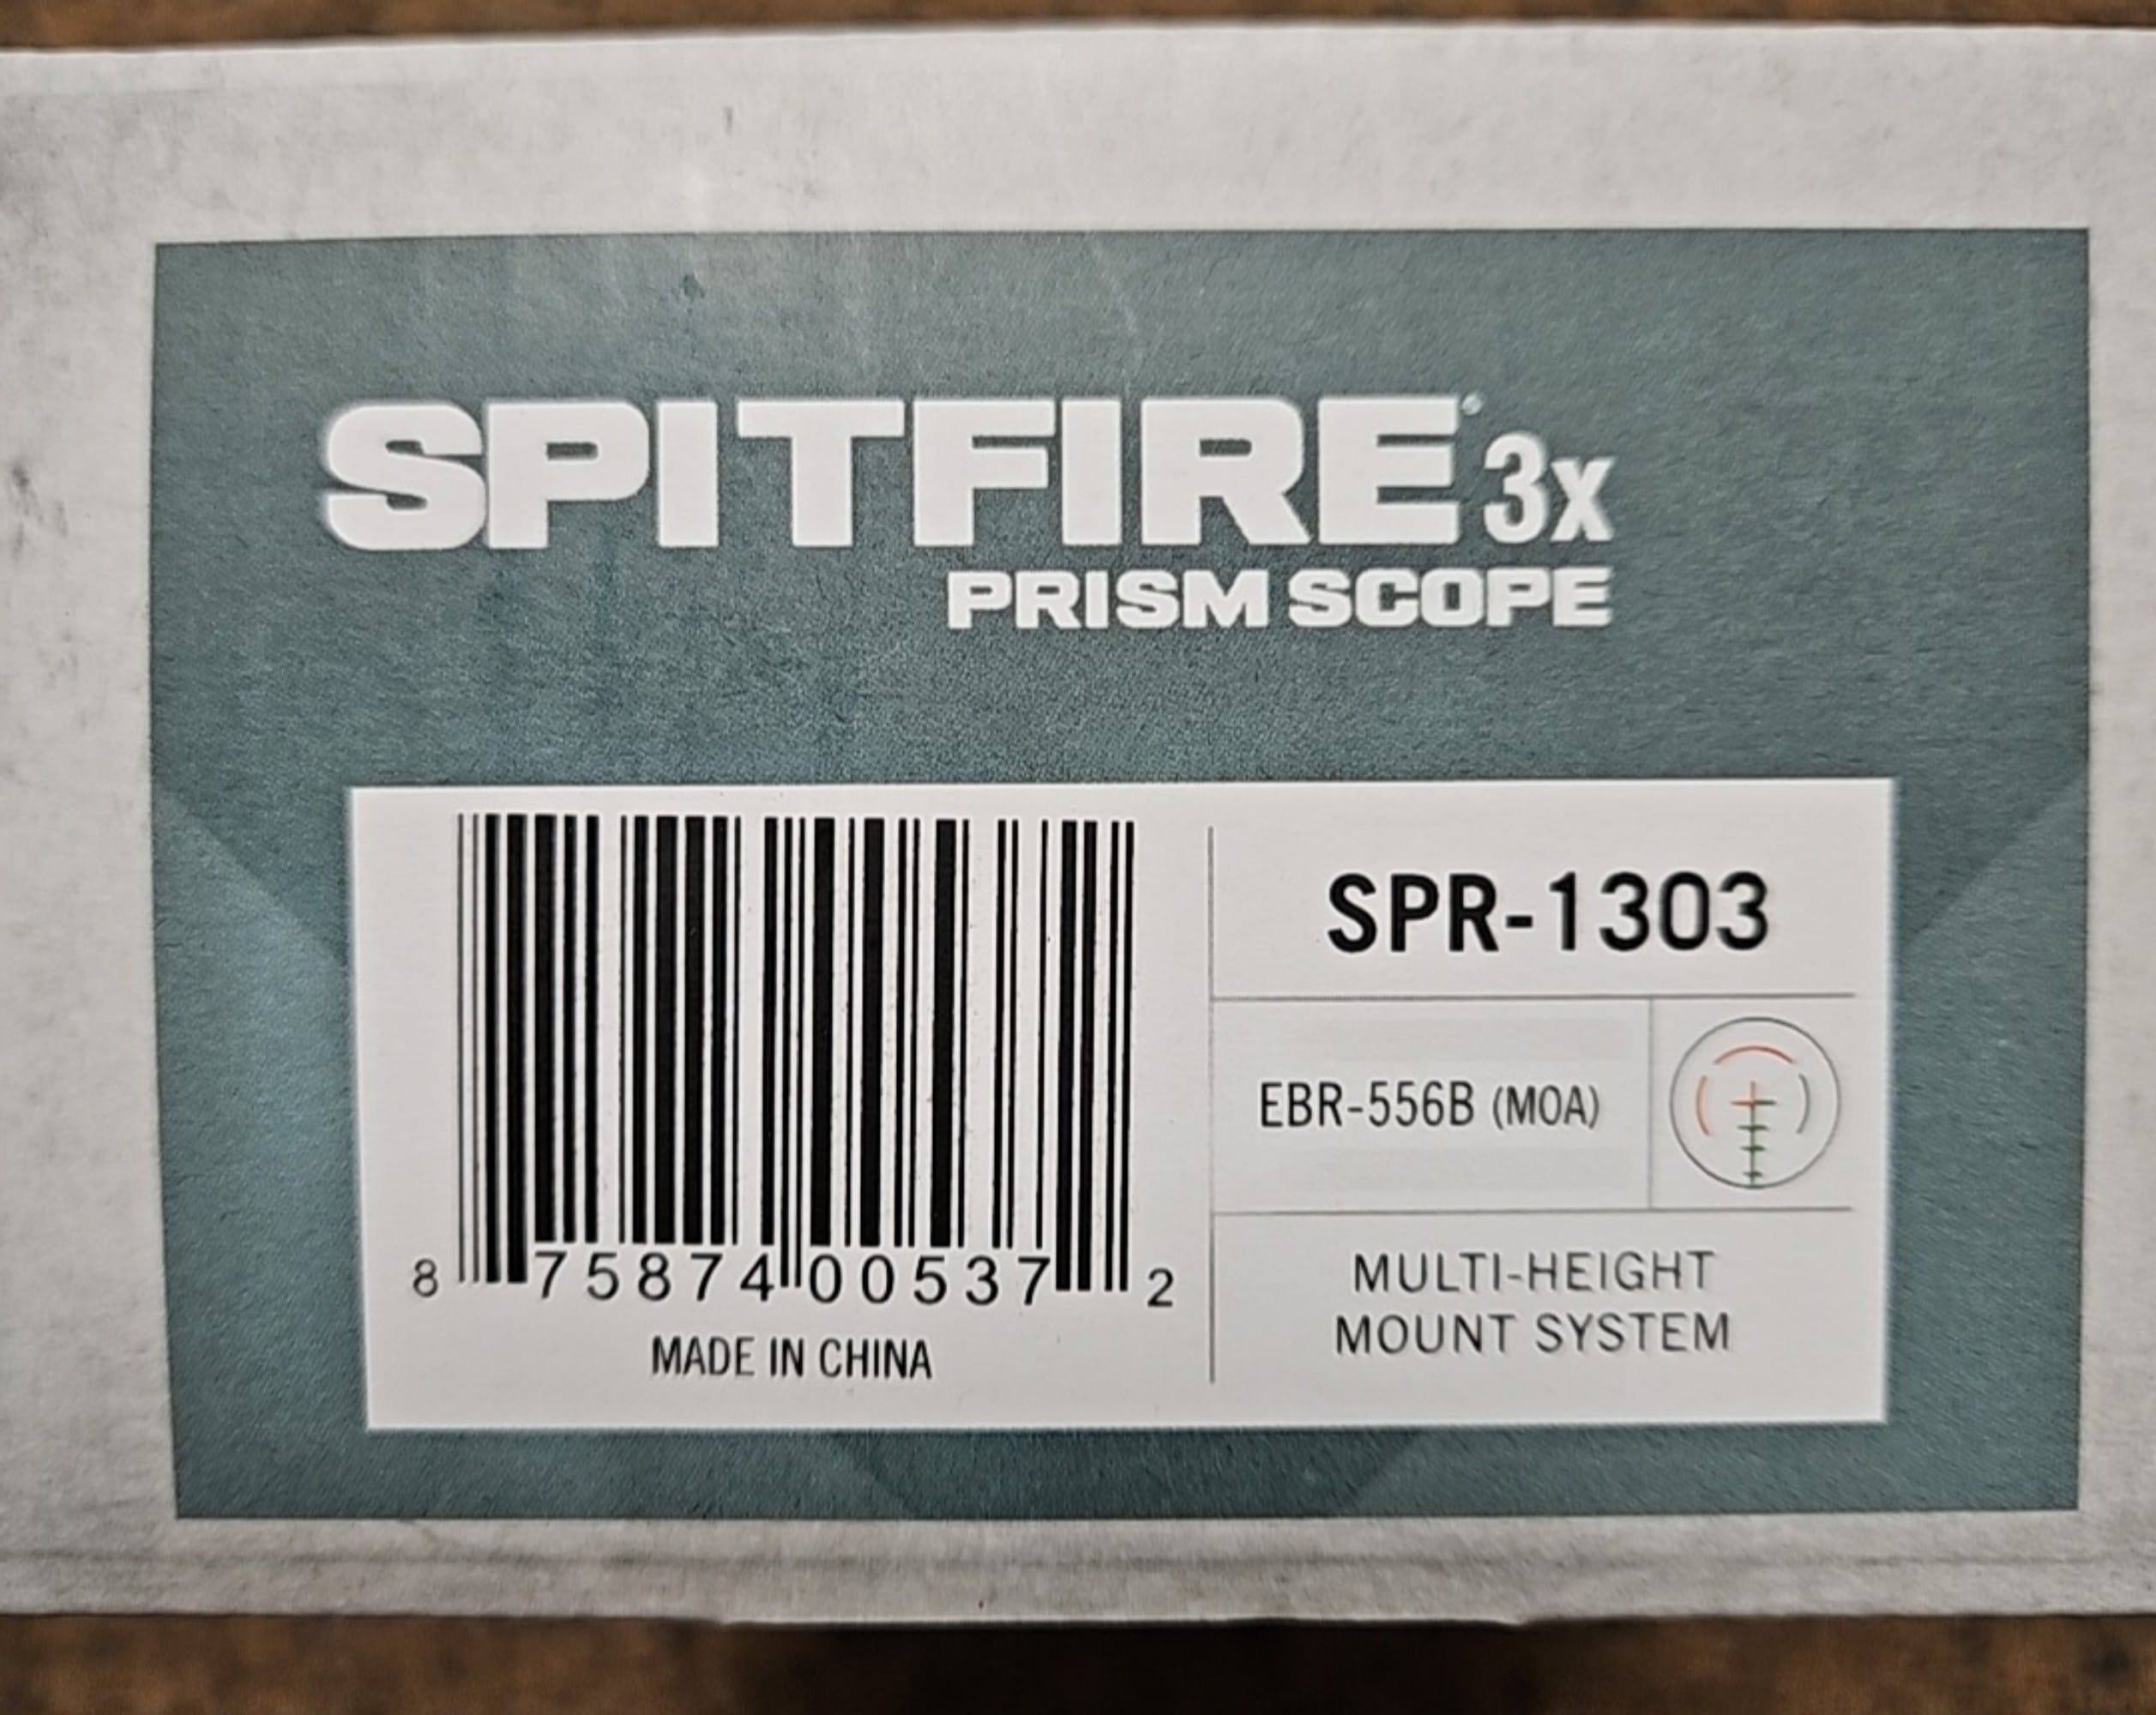 SPITFIRE 3x
PRISM SCOPE
8 75874 00537 2
MADE IN CHINA
SPR-1303
EBR-556B (MOA)
MULTI-HEIGHT
MOUNT SYSTEM